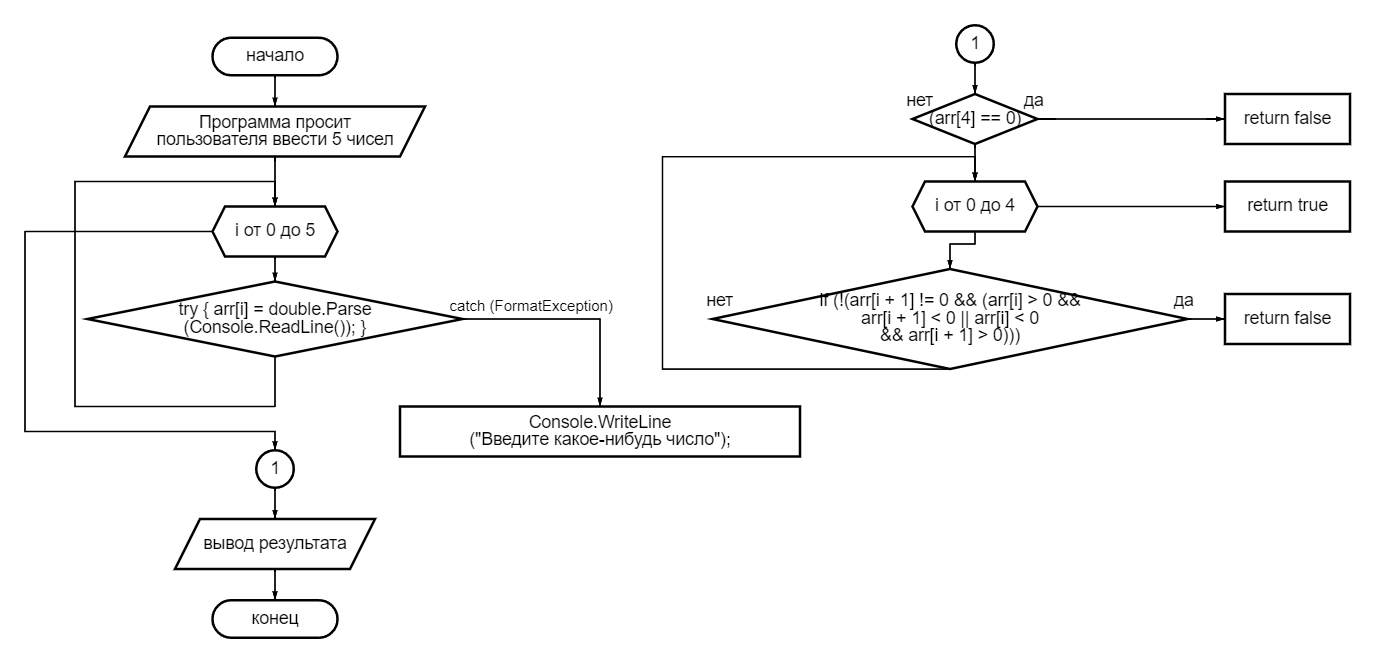 начало
Программа просит
пользователя ввести 5 чисел
i от 0 до 5
try { arr[i] = double.Parse
(Console.ReadLine()); }
catch (FormatException)
Console.WriteLine
("Введите какое-нибудь число");
1
вывод результата
конец
1
нет
да
(arr[4] == 0)
return false
i от 0 до 4
return true
нет
да
if (!(arr[i + 1] != 0 && (arr[i] > 0 &&
arr[i + 1] < 0 || arr[i] < 0
&& arr[i + 1] > 0)))
return false